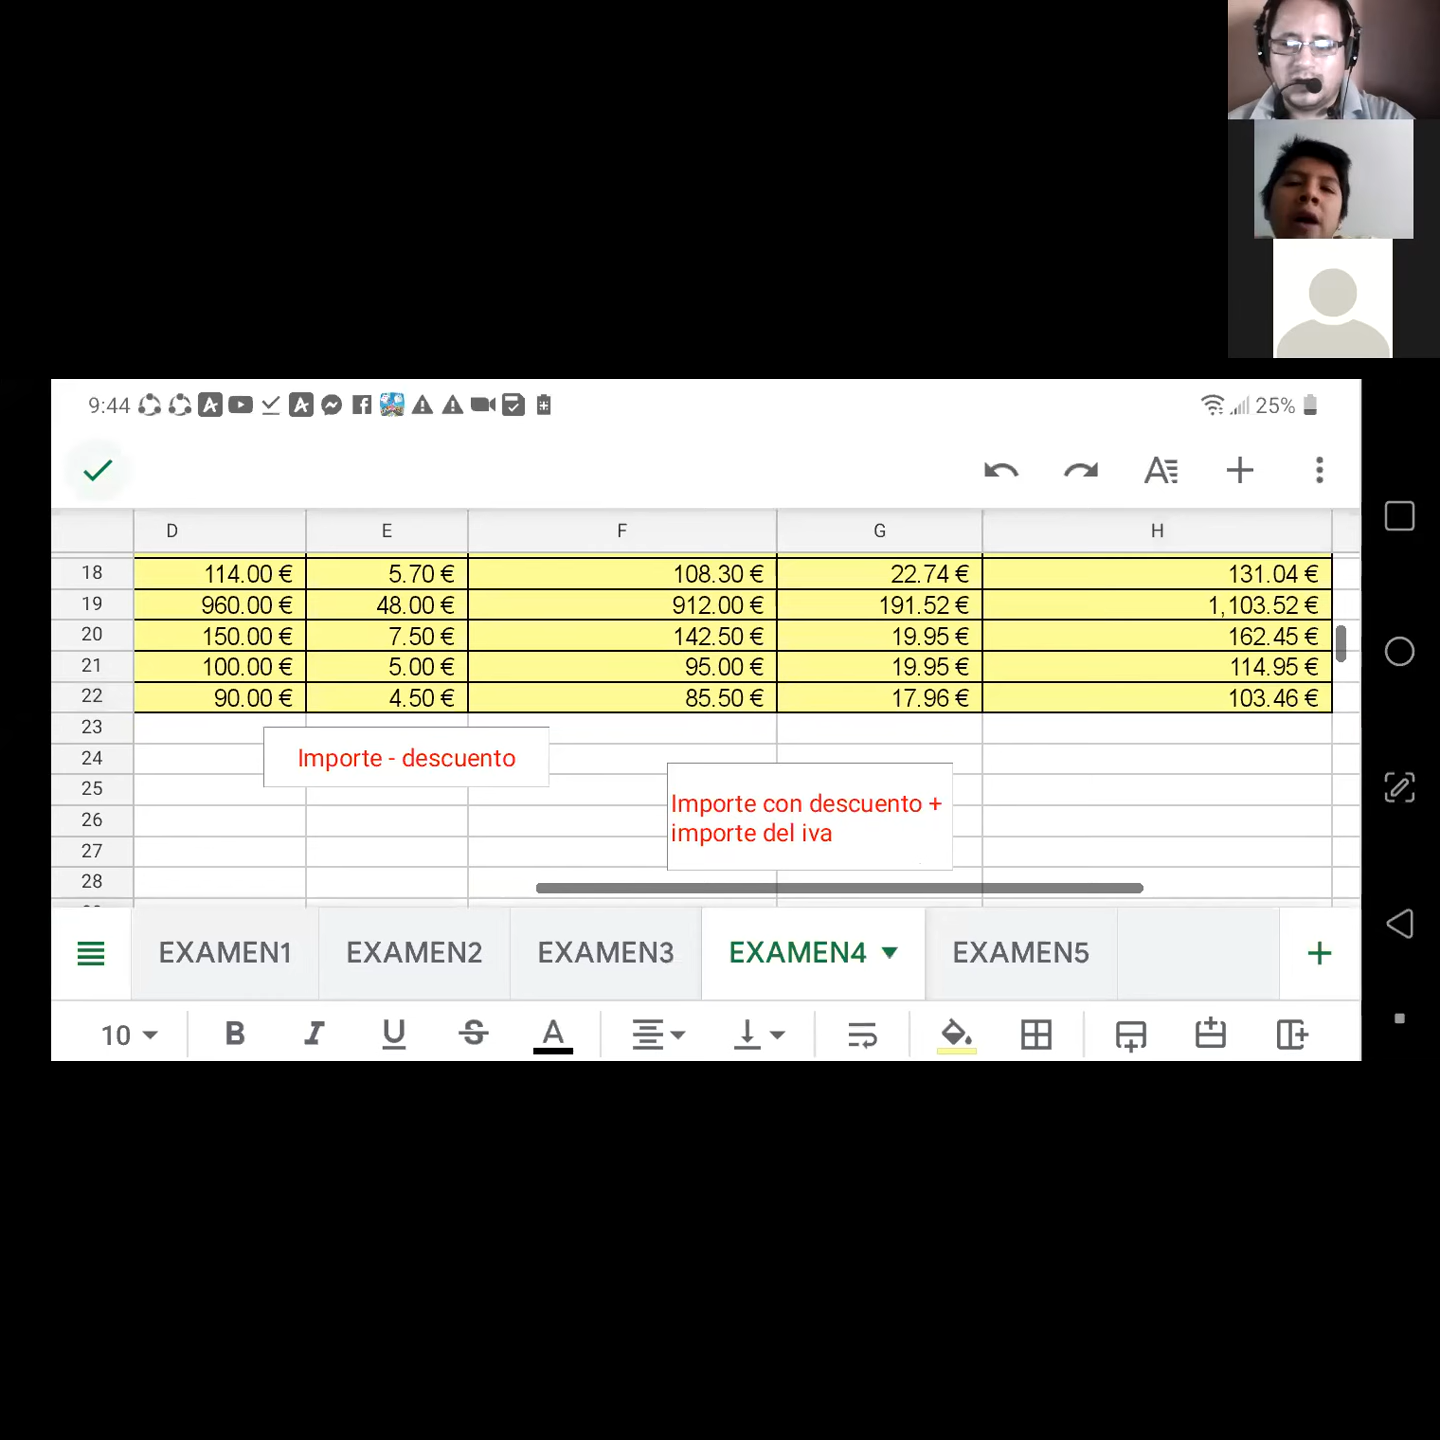 9:44 25%
D E F G H
18 114.00 € 5.70 € 108.30 € 22.74 € 131.04 €
19 960.00 € 48.00 € 912.00 € 191.52 € 1,103.52 €
20 150.00 € 7.50 € 142.50 € 19.95 € 162.45 €
21 100.00 € 5.00 € 95.00 € 19.95 € 114.95 €
22 90.00 € 4.50 € 85.50 € 17.96 € 103.46 €
23
24
25
26
27
28
Importe - descuento
Importe con descuento +
importe del iva
EXAMEN1 EXAMEN2 EXAMEN3 EXAMEN4 EXAMEN5
10 B I U S A